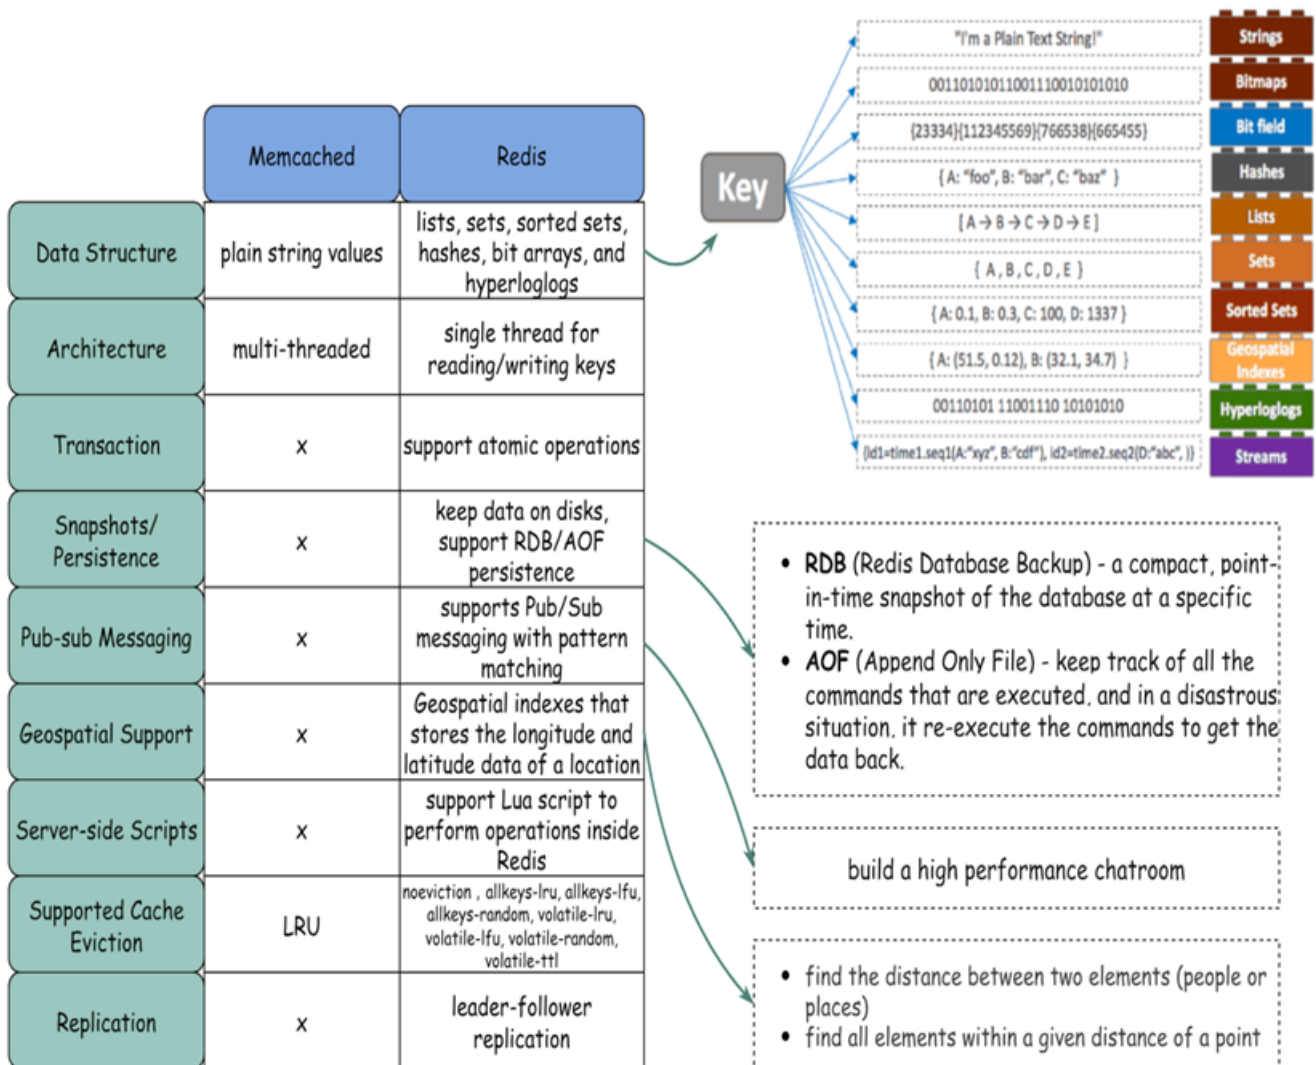 Memcached
Redis
Data Structure
plain string values
lists, sets, sorted sets,
hashes, bit arrays, and
hyperloglogs
Architecture
multi-threaded
single thread for
reading/writing keys
Transaction
x
support atomic operations
Snapshots/
Persistence
x
keep data on disks,
support RDB/AOF
persistence
Pub-sub Messaging
x
supports Pub/Sub
messaging with pattern
matching
Geospatial Support
x
Geospatial indexes that
stores the longitude and
latitude data of a location
Server-side Scripts
x
support Lua script to
perform operations inside
Redis
Supported Cache
Eviction
LRU
noeviction , allkeys-lru, allkeys-lfu,
allkeys-random, volatile-lru,
volatile-lfu, volatile-random,
volatile-ttl
Replication
x
leader-follower
replication
Key
"I'm a Plain Text String!"
Strings
00110101011001110010101010
Bitmaps
{23334}{112345569}{766538}{665455}
Bit field
{ A: "foo", B: "bar", C: "baz" }
Hashes
[ A → B → C → D → E ]
Lists
{ A , B , C , D , E }
Sets
{ A: 0.1, B: 0.3, C: 100, D: 1337 }
Sorted Sets
{ A: (51.5, 0.12), B: (32.1, 34.7) }
Geospatial
Indexes
00110101 11001110 10101010
Hyperloglogs
{id1=time1.seq1(A:"xyz", B:"cdf"), id2=time2.seq2(D:"abc", )}
Streams
• RDB (Redis Database Backup) - a compact, point-
in-time snapshot of the database at a specific
time.
• AOF (Append Only File) - keep track of all the
commands that are executed, and in a disastrous
situation, it re-execute the commands to get the
data back.
build a high performance chatroom
• find the distance between two elements (people or
places)
• find all elements within a given distance of a point